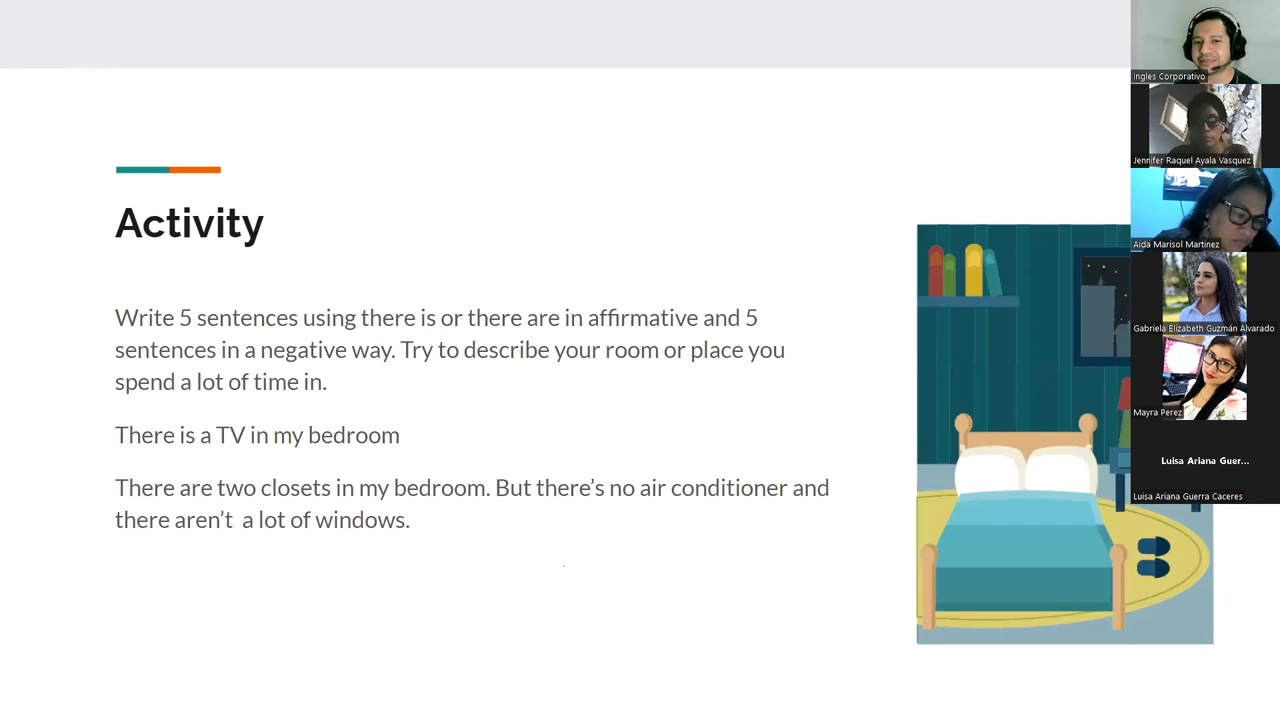 Activity
Write 5 sentences using there is or there are in affirmative and 5
sentences in a negative way. Try to describe your room or place you
spend a lot of time in.
There is a TV in my bedroom
There are two closets in my bedroom. But there's no air conditioner and
there aren't  a lot of windows.
Ingles Corporativo
Jennifer Raquel Ayala Vasquez
Aida Marisol Martinez
Gabriela Elizabeth Guzmán Alvarado
Mayra Perez
Luisa Ariana Guer...
Luisa Ariana Guerra Caceres